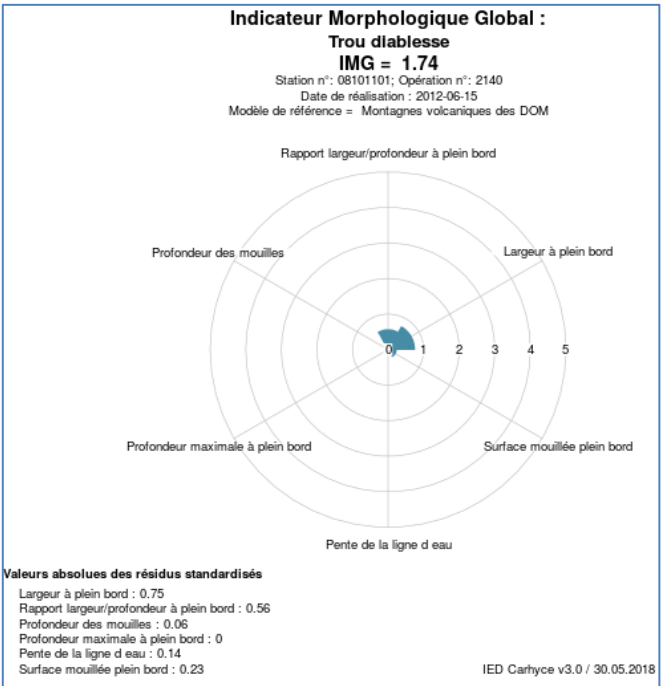 Indicateur Morphologique Global :
Trou diablesse
IMG = 1.74
Station n°: 08101101; Opération n°: 2140
Date de réalisation : 2012-06-15
Modèle de référence = Montagnes volcaniques des DOM
Rapport largeur/profondeur à plein bord
Profondeur des mouilles
Largeur à plein bord
0 1 2 3 4 5
Profondeur maximale à plein bord
Surface mouillée plein bord
Pente de la ligne d eau
Valeurs absolues des résidus standardisés
Largeur à plein bord : 0.75
Rapport largeur/profondeur à plein bord : 0.56
Profondeur des mouilles : 0.06
Profondeur maximale à plein bord : 0
Pente de la ligne d eau : 0.14
Surface mouillée plein bord : 0.23
IED Carhyce v3.0 / 30.05.2018